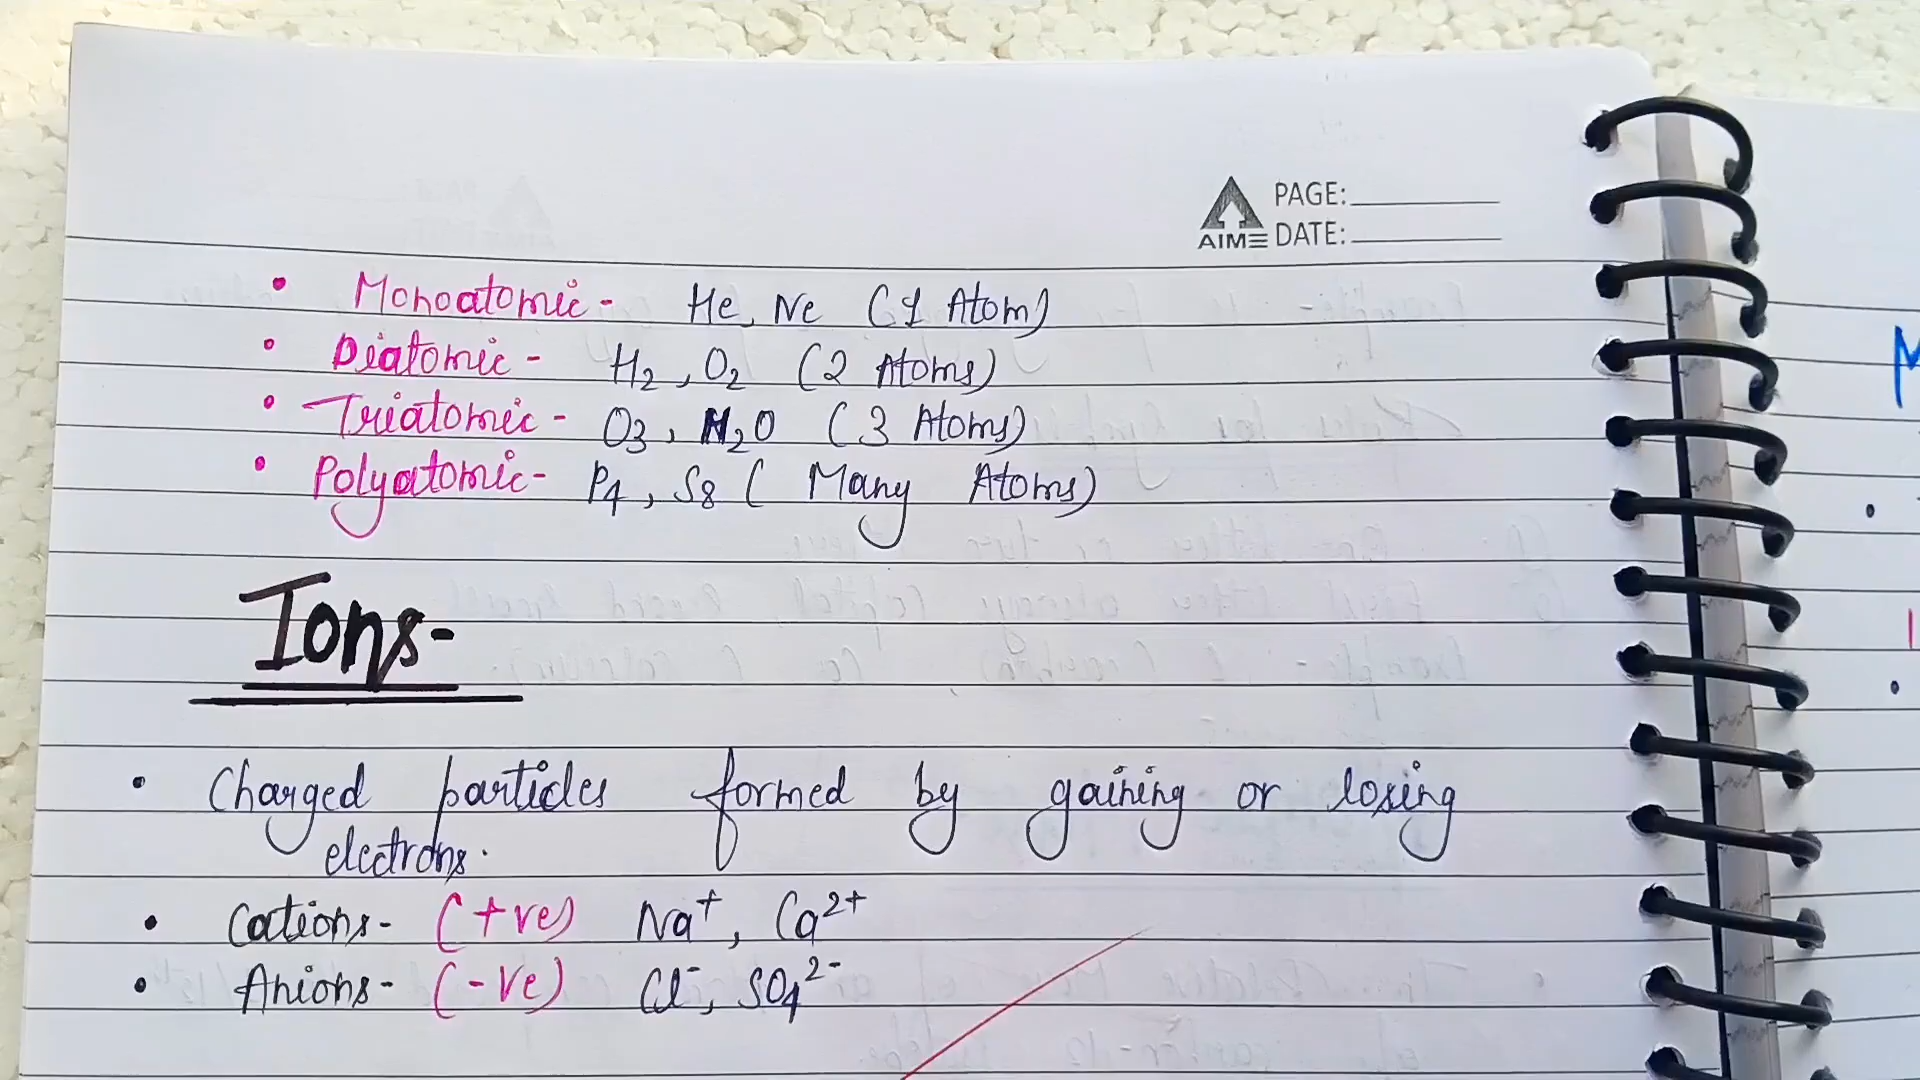 PAGE:
AIME DATE:
• Monoatomic - He, Ne (1 Atom)
• Diatomic - H₂, O₂ (2 Atoms)
• Triatomic - O₃, H₂O (3 Atoms)
• Polyatomic - P₄, S₈ (Many Atoms)
Ions-
• Charged particles formed by gaining or losing
electrons.
• Cations- (+ve) Na⁺, Ca²⁺
• Anions- (-ve) Cl⁻, SO₄²⁻